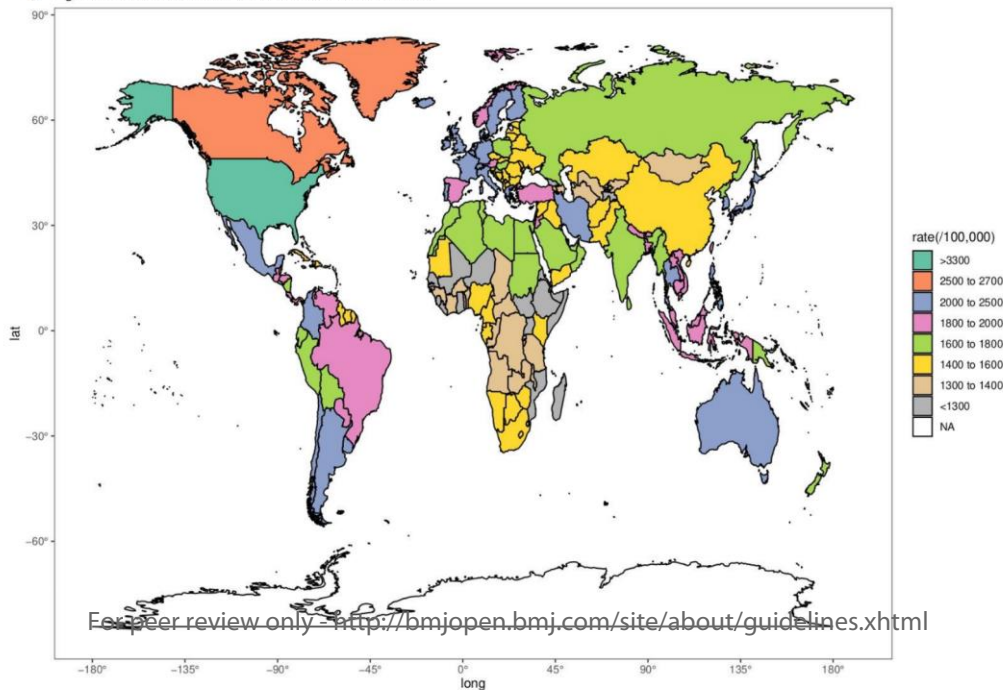 90°
60°
30°
0°
−30°
−60°
lat
−180°
−135°
−90°
−45°
0°
45°
90°
135°
180°
long
rate(/100,000)
>3300
2500 to 2700
2000 to 2500
1800 to 2000
1600 to 1800
1400 to 1600
1300 to 1400
<1300
NA
For peer review only - http://bmjopen.bmj.com/site/about/guidelines.xhtml